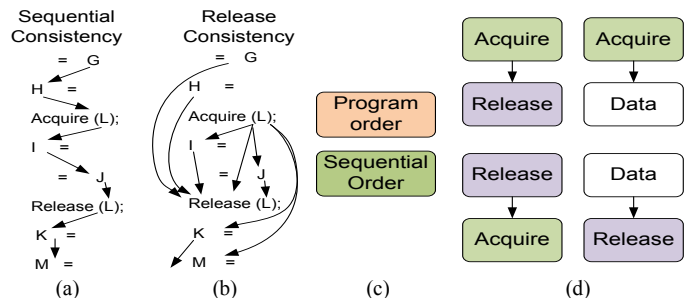 Sequential
Consistency
= G
H =
Acquire (L);
I =
= J
Release (L);
K =
M =
(a)
Release
Consistency
= G
H =
Acquire (L);
I =
= J
Release (L);
K =
M =
(b)
Program
order
Sequential
Order
(c)
Acquire
Acquire
Release
Data
Release
Data
Acquire
Release
(d)